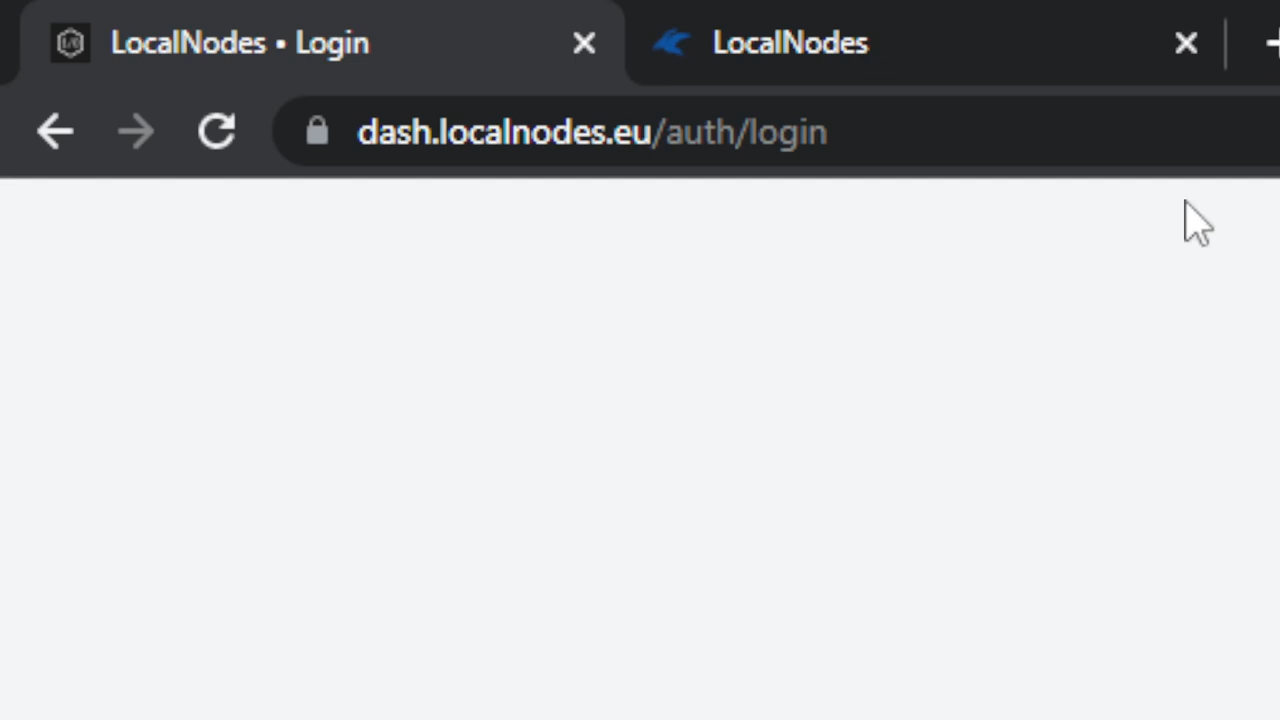 LocalNodes • Login
LocalNodes
dash.localnodes.eu/auth/login